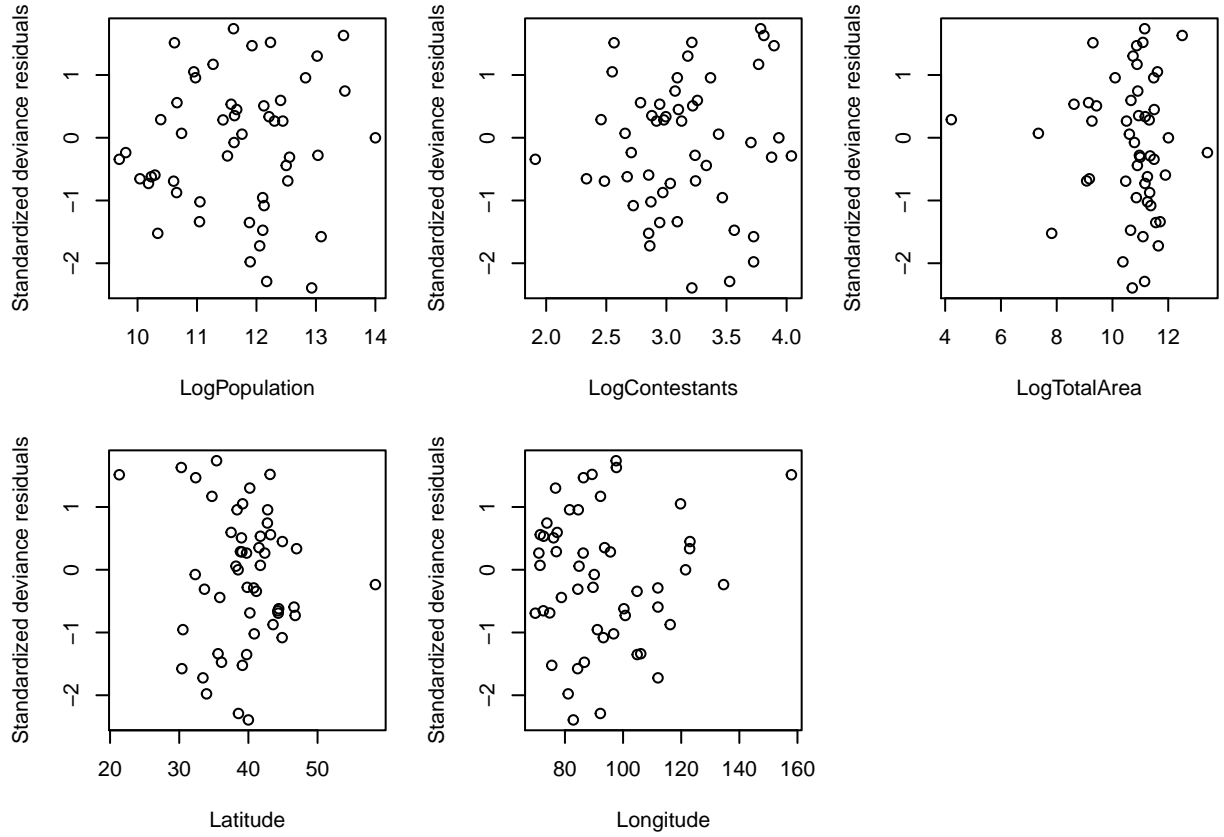 Standardized deviance residuals
−2 −1 0 1
10 11 12 13 14
LogPopulation
Standardized deviance residuals
−2 −1 0 1
2.0 2.5 3.0 3.5 4.0
LogContestants
Standardized deviance residuals
−2 −1 0 1
4 6 8 10 12
LogTotalArea
Standardized deviance residuals
−2 −1 0 1
20 30 40 50
Latitude
Standardized deviance residuals
−2 −1 0 1
80 100 120 140 160
Longitude